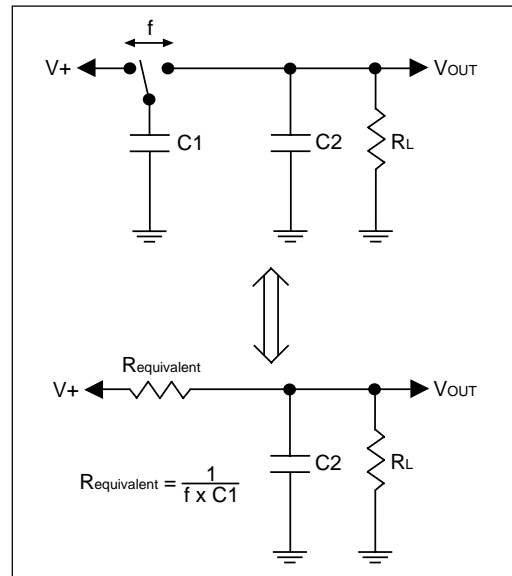 f
V+
VOUT
C1
C2
RL
Requivalent
V+
VOUT
C2
RL
Requivalent = 1
f x C1